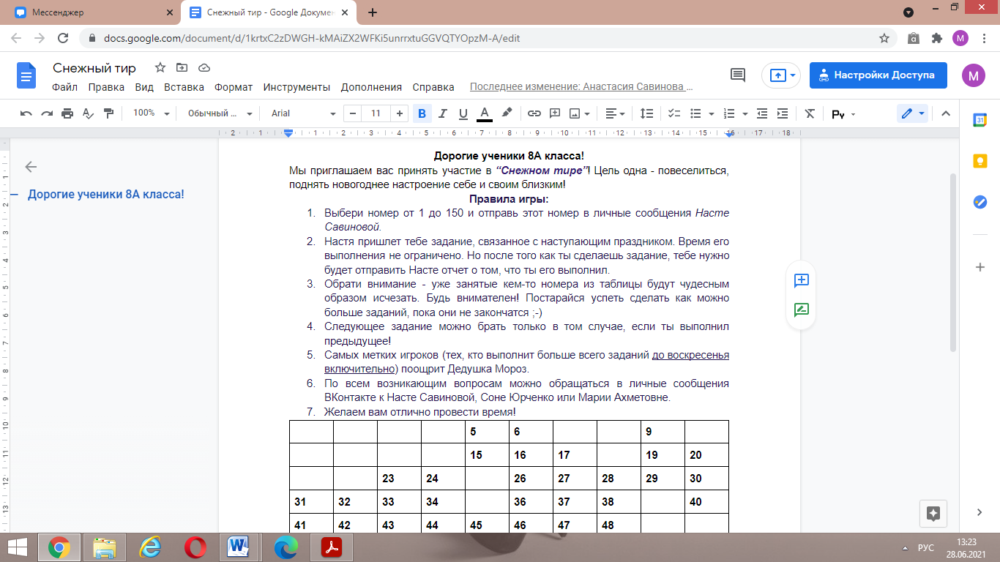 Мессенджер
Снежный тир - Google Докумен
docs.google.com/document/d/1krtxC2zDWGH-kMAiZX2WFKi5unrrxtuGGVQTYOpzM-A/edit
М
Снежный тир
Файл Правка Вид Вставка Формат Инструменты Дополнения Справка Последнее изменение: Анастасия Савинова ...
Настройки Доступа
М
100% Обычный ... Arial 11 B I U A
2 1 1 2 3 4 5 6 7 8 9 10 11 12 13 14 15 16 17 18
31
Дорогие ученики 8А класса!
1
2
3
4
5
6
7
8
9
10
11
12
13
Дорогие ученики 8А класса!
Мы приглашаем вас принять участие в “Снежном тире”! Цель одна - повеселиться,
поднять новогоднее настроение себе и своим близким!
Правила игры:
1. Выбери номер от 1 до 150 и отправь этот номер в личные сообщения Насте
Савиновой.
2. Настя пришлет тебе задание, связанное с наступающим праздником. Время его
выполнения не ограничено. Но после того как ты сделаешь задание, тебе нужно
будет отправить Насте отчет о том, что ты его выполнил.
3. Обрати внимание - уже занятые кем-то номера из таблицы будут чудесным
образом исчезать. Будь внимателен! Постарайся успеть сделать как можно
больше заданий, пока они не закончатся ;-)
4. Следующее задание можно брать только в том случае, если ты выполнил
предыдущее!
5. Самых метких игроков (тех, кто выполнит больше всего заданий до воскресенья
включительно) поощрит Дедушка Мороз.
6. По всем возникающим вопросам можно обращаться в личные сообщения
ВКонтакте к Насте Савиновой, Соне Юрченко или Марии Ахметовне.
7. Желаем вам отлично провести время!
5 6 9
15 16 17 19 20
23 24 26 27 28 29 30
31 32 33 34 36 37 38 40
41 42 43 44 45 46 47 48
РУС
13:23
28.06.2021